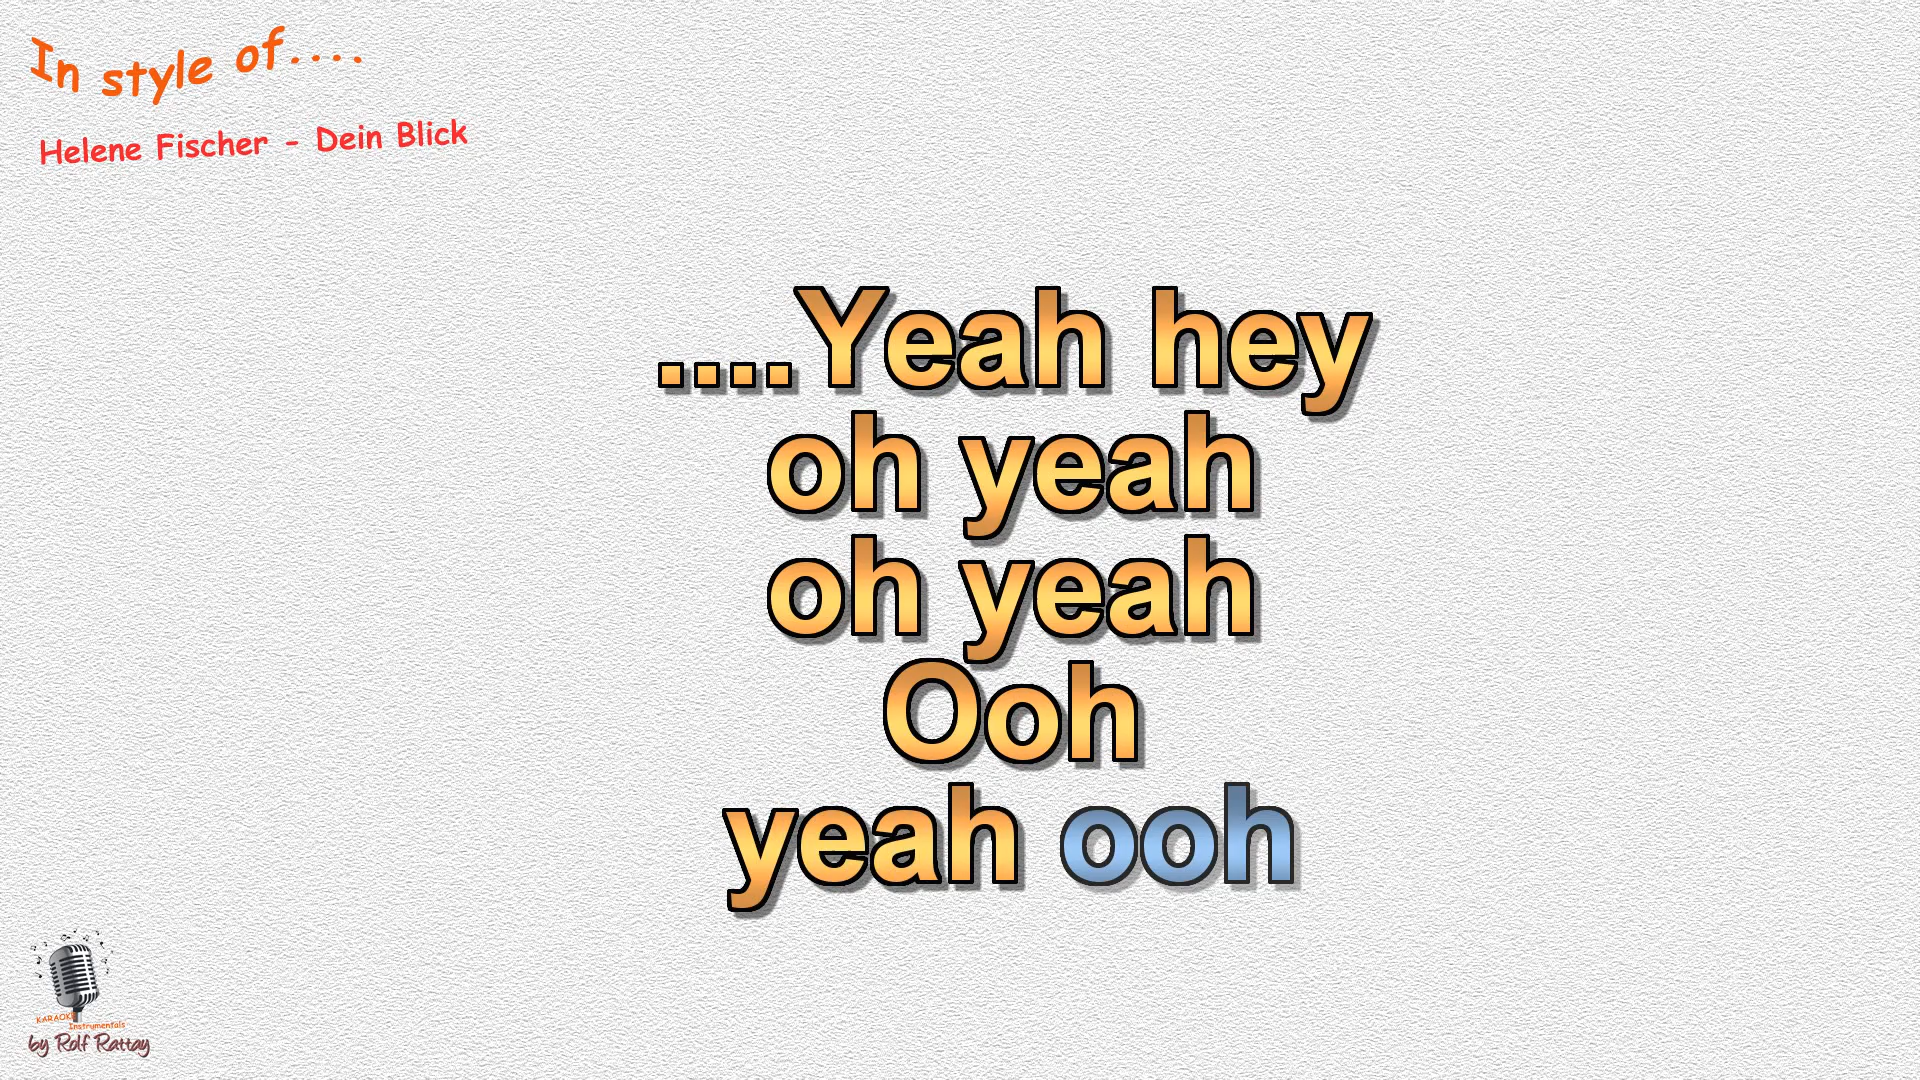 In style of....
Helene Fischer - Dein Blick
....Yeah hey
oh yeah
oh yeah
Ooh
yeah ooh
KARAOKE
Instrumentals
by Rolf Rattay